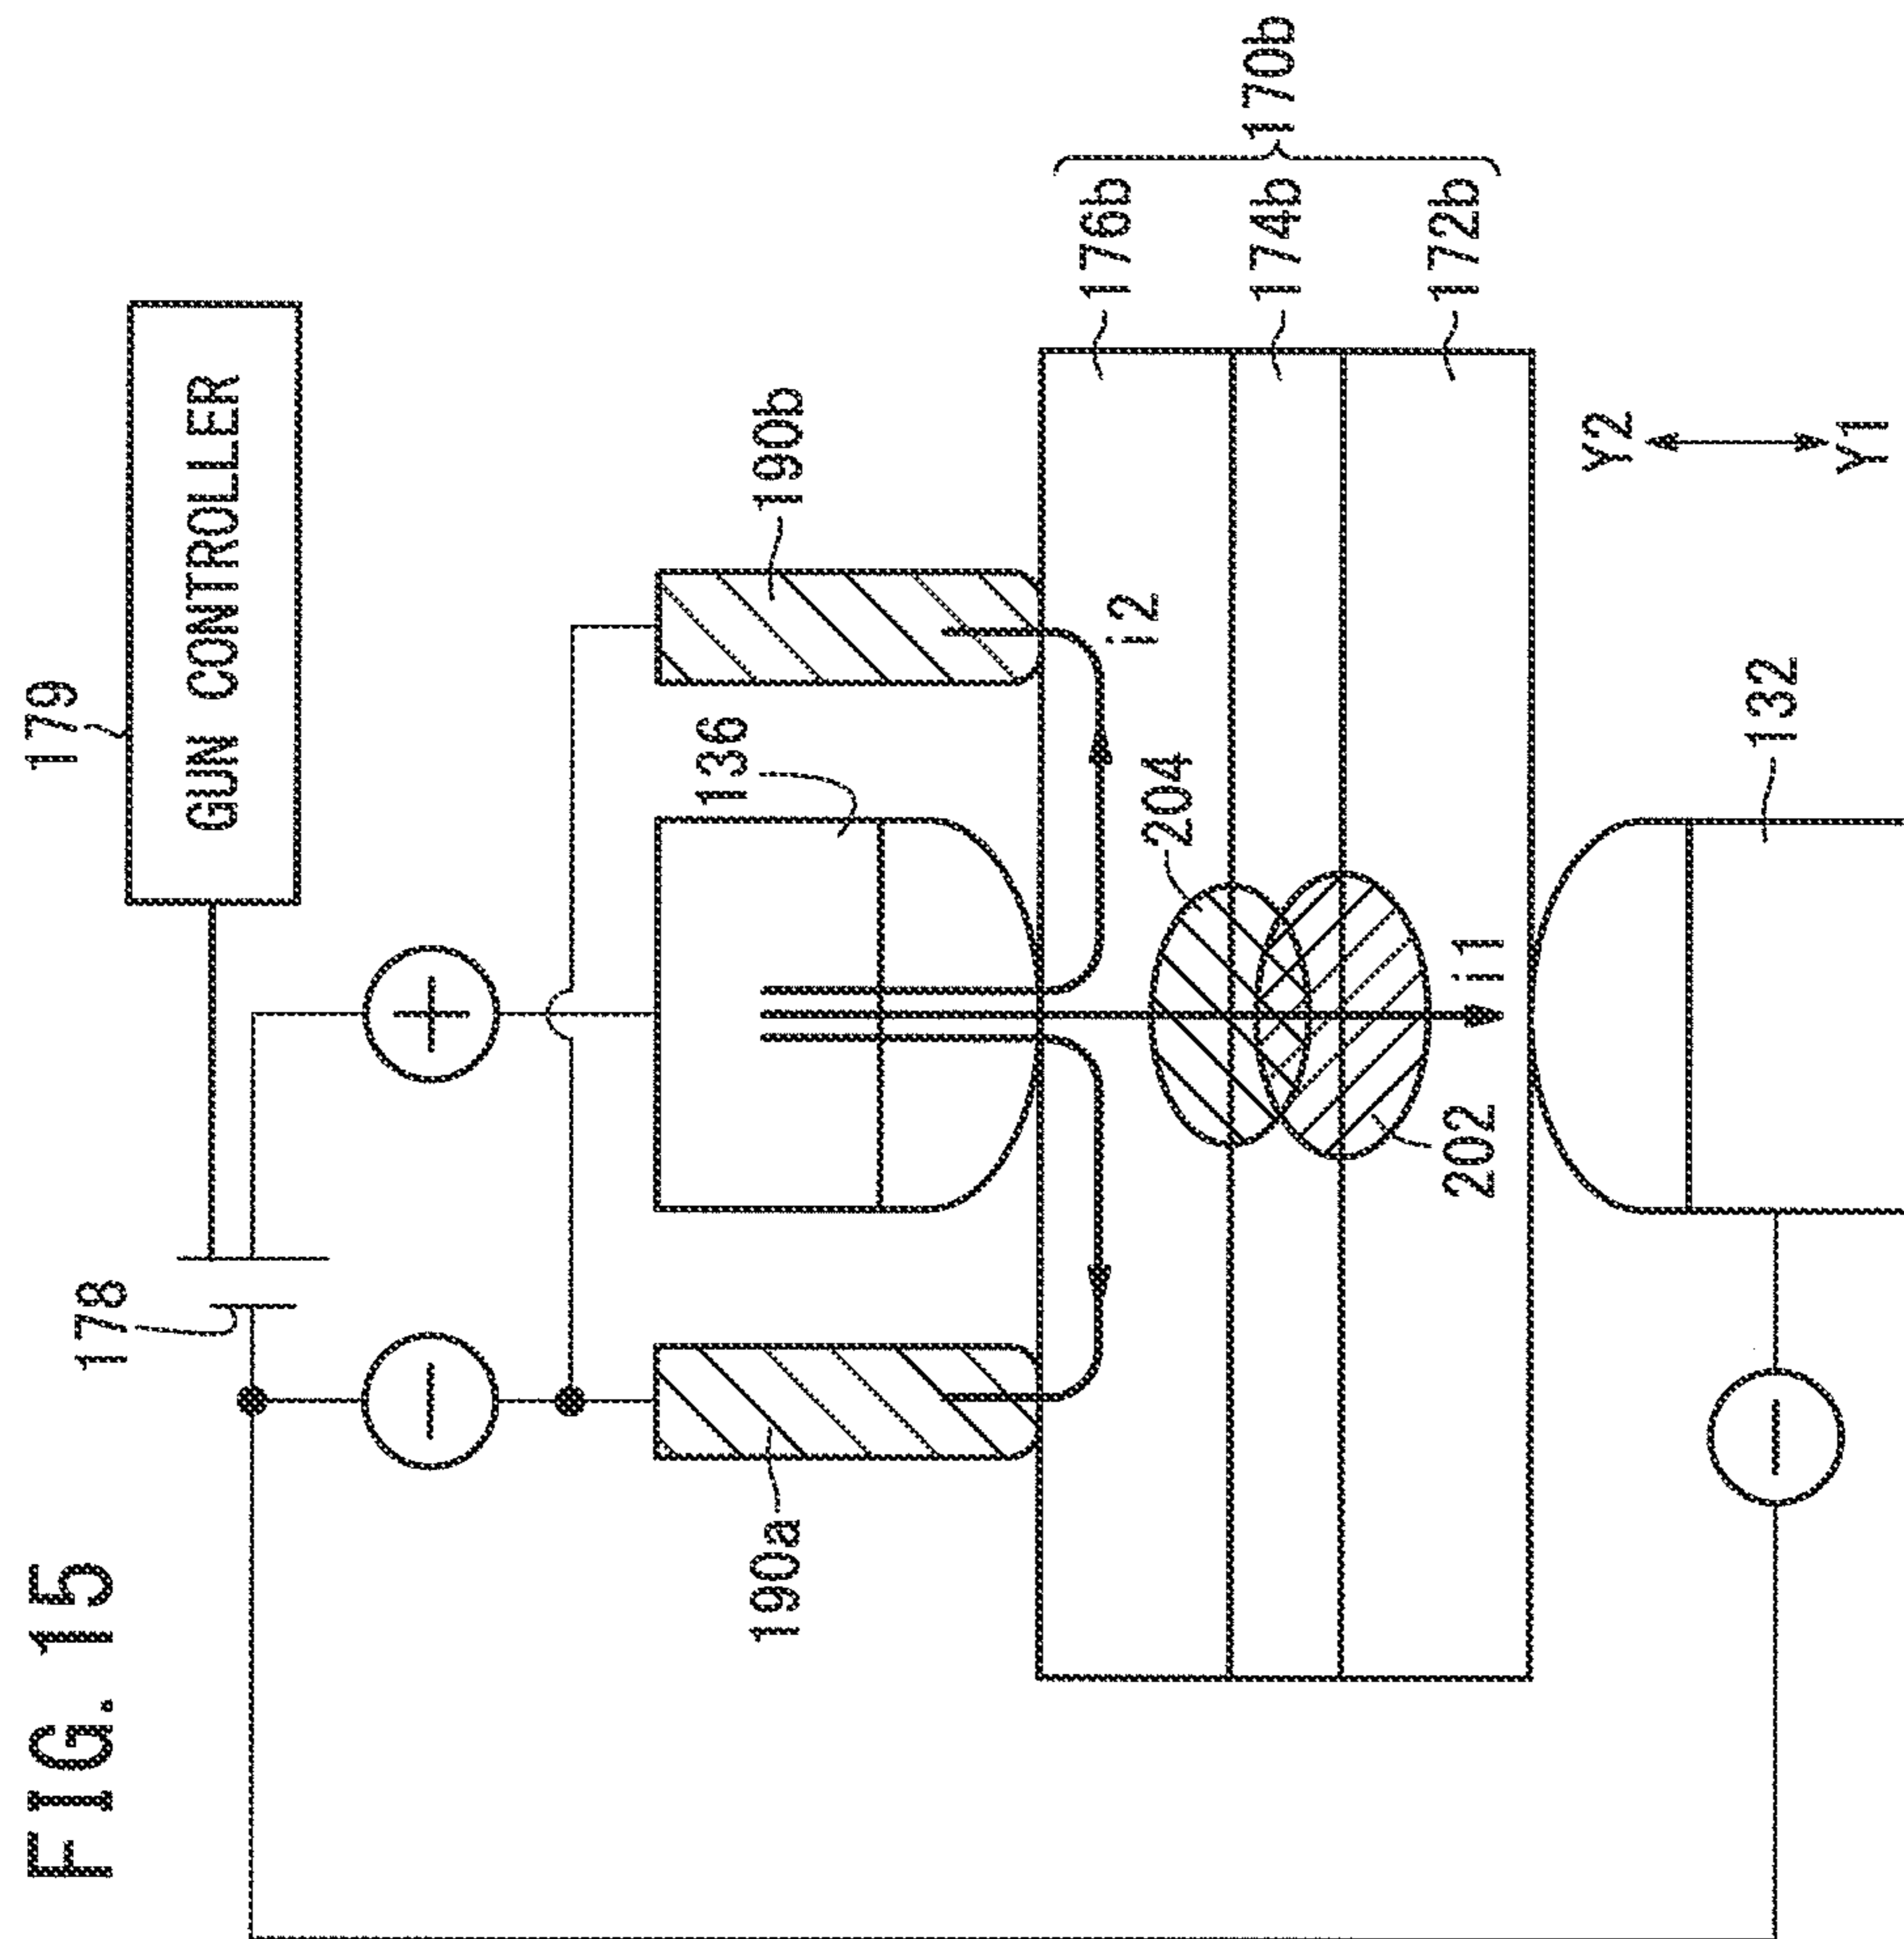 FIG. 15
179
GUN CONTROLLER
178
+
−
190b
136
190a
i2
176b
170b
174b
172b
204
i1
202
Y2
Y1
132
−